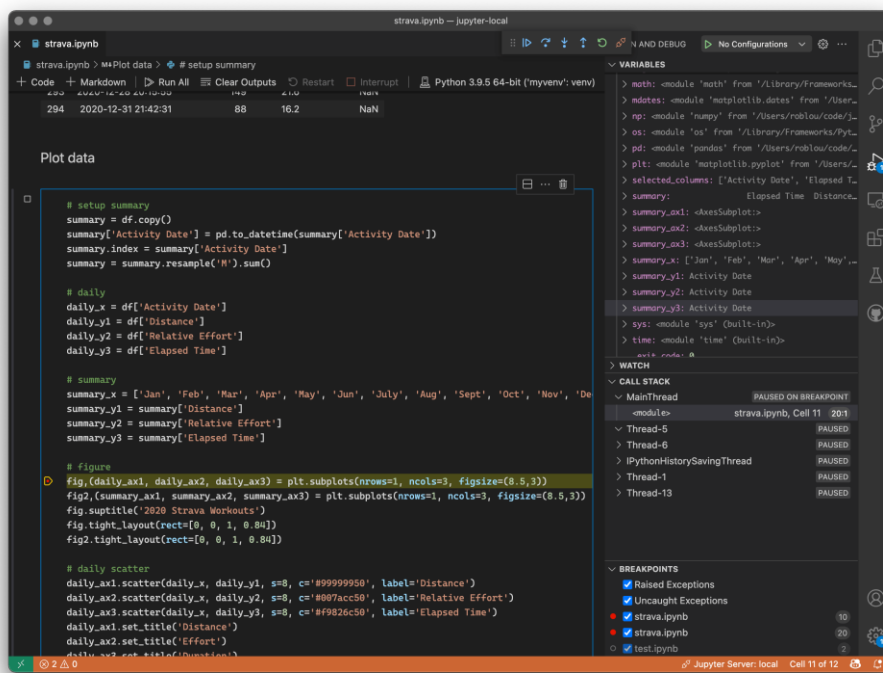 strava.ipynb — jupyter-local
strava.ipynb
strava.ipynb > M↓Plot data > # setup summary
Code Markdown Run All Clear Outputs Restart Interrupt Python 3.9.5 64-bit ('myenv': venv)
294 2020-12-31 21:42:31 88 16.2 NaN
Plot data
# setup summary
summary = df.copy()
summary['Activity Date'] = pd.to_datetime(summary['Activity Date'])
summary.index = summary['Activity Date']
summary = summary.resample('M').sum()
# daily
daily_x = df['Activity Date']
daily_y1 = df['Distance']
daily_y2 = df['Relative Effort']
daily_y3 = df['Elapsed Time']
# summary
summary_x = ['Jan', 'Feb', 'Mar', 'Apr', 'May', 'Jun', 'July', 'Aug', 'Sept', 'Oct', 'Nov', 'De
summary_y1 = summary['Distance']
summary_y2 = summary['Relative Effort']
summary_y3 = summary['Elapsed Time']
# figure
fig,(daily_ax1, daily_ax2, daily_ax3) = plt.subplots(nrows=1, ncols=3, figsize=(8.5,3))
fig2,(summary_ax1, summary_ax2, summary_ax3) = plt.subplots(nrows=1, ncols=3, figsize=(8.5,3))
fig.suptitle('2020 Strava Workouts')
fig.tight_layout(rect=[0, 0, 1, 0.84])
fig2.tight_layout(rect=[0, 0, 1, 0.84])
# daily scatter
daily_ax1.scatter(daily_x, daily_y1, s=8, c='#99999950', label='Distance')
daily_ax2.scatter(daily_x, daily_y2, s=8, c='#007acc50', label='Relative Effort')
daily_ax3.scatter(daily_x, daily_y3, s=8, c='#f9826c50', label='Elapsed Time')
daily_ax1.set_title('Distance')
daily_ax2.set_title('Effort')
daily_ax3.set_title('Duration')
N AND DEBUG No Configurations
VARIABLES
math: <module 'math' from '/Library/Frameworks…
mdates: <module 'matplotlib.dates' from '/User…
np: <module 'numpy' from '/Users/roblou/code/j…
os: <module 'os' from '/Library/Frameworks/Pyt…
pd: <module 'pandas' from '/Users/roblou/code/…
plt: <module 'matplotlib.pyplot' from '/Users/…
selected_columns: ['Activity Date', 'Elapsed T…
summary: Elapsed Time Distance…
summary_ax1: <AxesSubplot:>
summary_ax2: <AxesSubplot:>
summary_ax3: <AxesSubplot:>
summary_x: ['Jan', 'Feb', 'Mar', 'Apr', 'May',…
summary_y1: Activity Date
summary_y2: Activity Date
summary_y3: Activity Date
sys: <module 'sys' (built-in)>
time: <module 'time' (built-in)>
exit_code: 0
WATCH
CALL STACK
MainThread PAUSED ON BREAKPOINT
<module> strava.ipynb, Cell 11 20:1
Thread-5 PAUSED
Thread-6 PAUSED
IPythonHistorySavingThread PAUSED
Thread-1 PAUSED
Thread-13 PAUSED
BREAKPOINTS
Raised Exceptions
Uncaught Exceptions
strava.ipynb 10
strava.ipynb 20
test.ipynb 2
2 0 Jupyter Server: local Cell 11 of 12